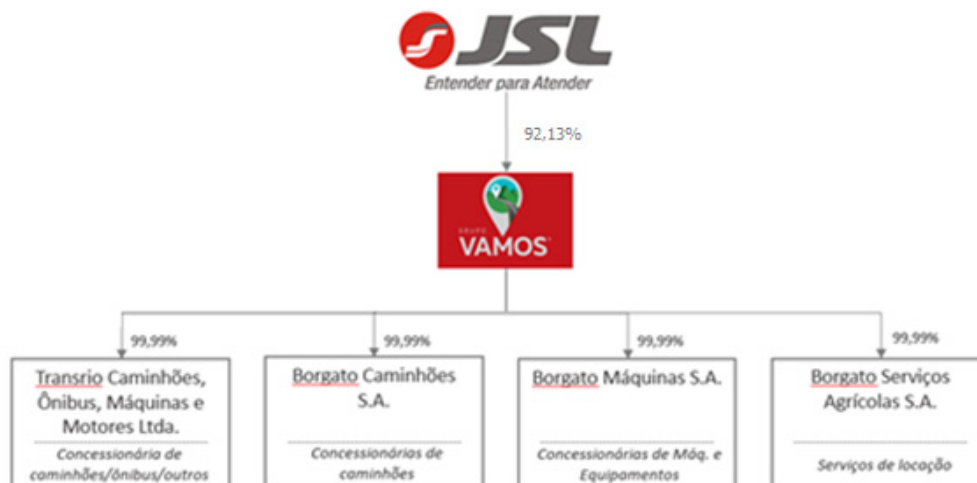 JSL
Entender para Atender
92,13%
GRUPO
VAMOS
99,99%
99,99%
99,99%
99,99%
Transrio Caminhões,
Ônibus, Máquinas e
Motores Ltda.
Concessionária de
caminhões/ônibus/outros
Borgato Caminhões
S.A.
Concessionárias de
caminhões
Borgato Máquinas S.A.
Concessionárias de Máq. e
Equipamentos
Borgato Serviços
Agrícolas S.A.
Serviços de locação